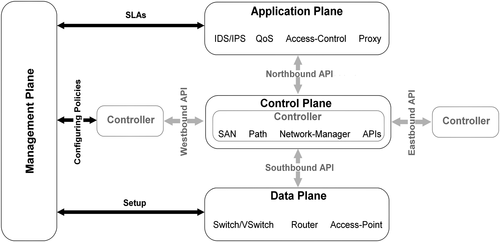 Management Plane
SLAs
Application Plane
IDS/IPS QoS Access-Control Proxy
Northbound API
Configuring Policies
Controller
Westbound API
Control Plane
Controller
SAN Path Network-Manager APIs
Eastbound API
Controller
Southbound API
Setup
Data Plane
Switch/VSwitch Router Access-Point